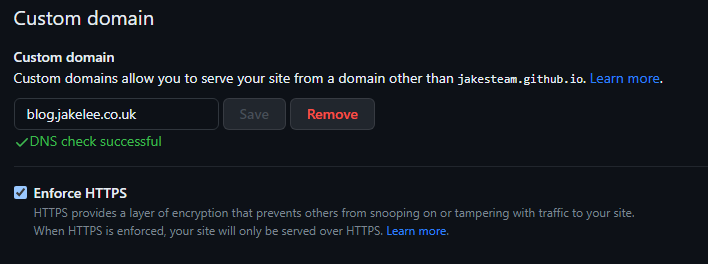 Custom domain
Custom domain
Custom domains allow you to serve your site from a domain other than jakesteam.github.io. Learn more.
blog.jakelee.co.uk Save Remove
DNS check successful
Enforce HTTPS
HTTPS provides a layer of encryption that prevents others from snooping on or tampering with traffic to your site.
When HTTPS is enforced, your site will only be served over HTTPS. Learn more.